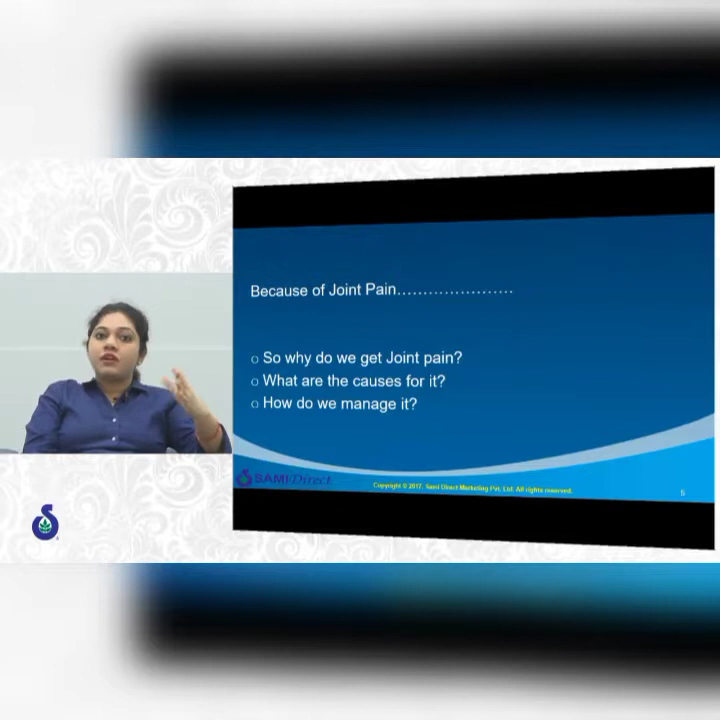 Because of Joint Pain......................
o So why do we get Joint pain?
o What are the causes for it?
o How do we manage it?
SAMI Direct
Copyright © 2017. Sami Direct Marketing Pvt. Ltd. All rights reserved.
5